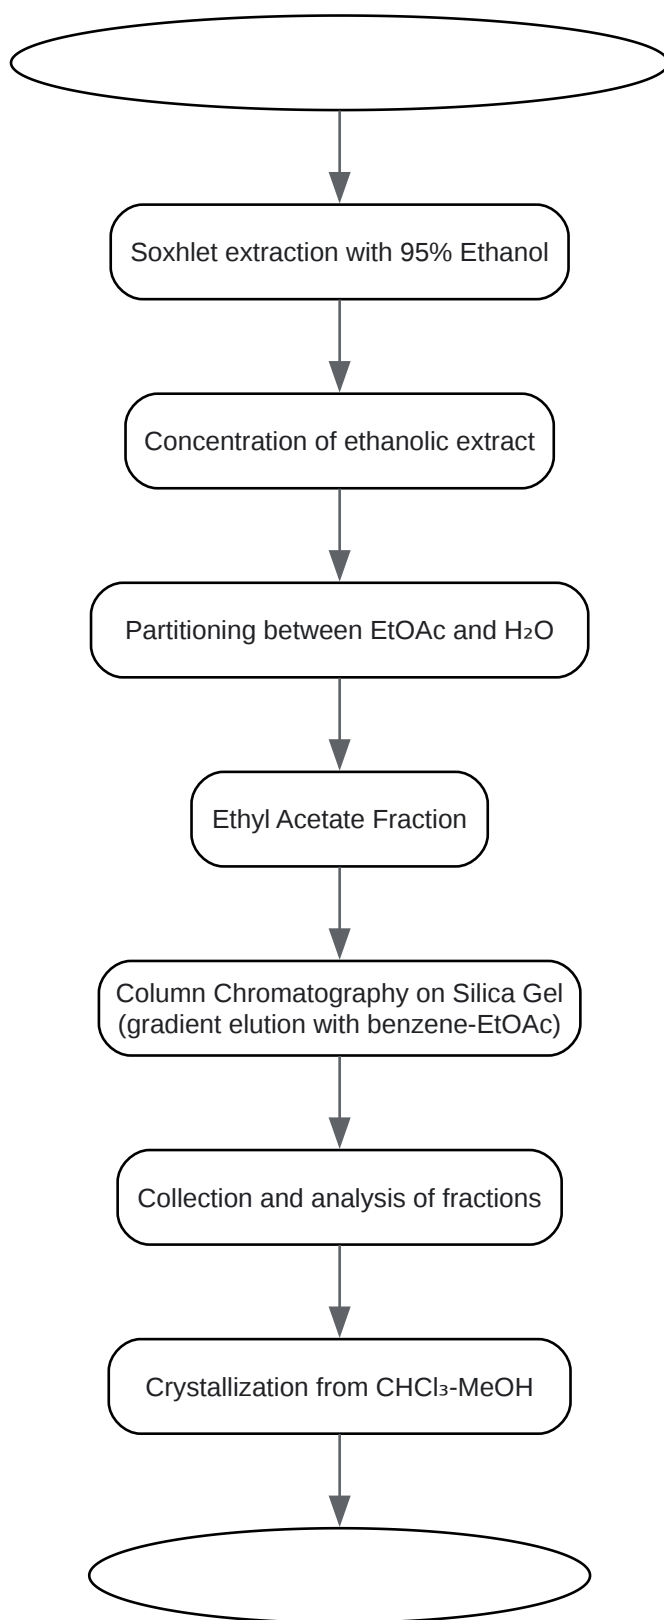 Soxhlet extraction with 95% Ethanol
Concentration of ethanolic extract
Partitioning between EtOAc and H₂O
Ethyl Acetate Fraction
Column Chromatography on Silica Gel
(gradient elution with benzene-EtOAc)
Collection and analysis of fractions
Crystallization from CHCl₃-MeOH